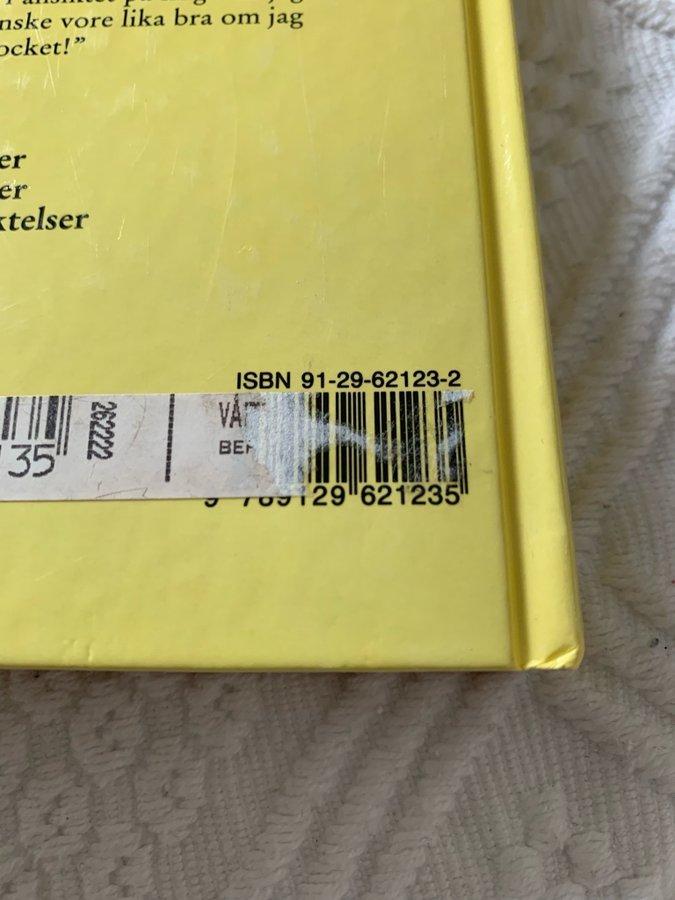 nske vore lika bra om jag
ocket!”
er
er
ktelser
ISBN 91-29-62123-2
35
262222
9 789129 621235